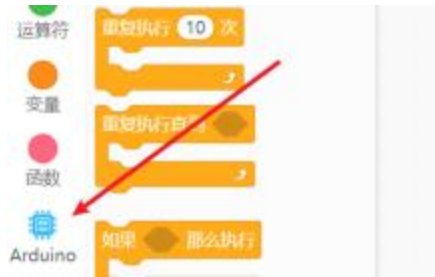 运算符
重复执行 10 次
变量
重复执行直到
函数
如果 那么执行
Arduino